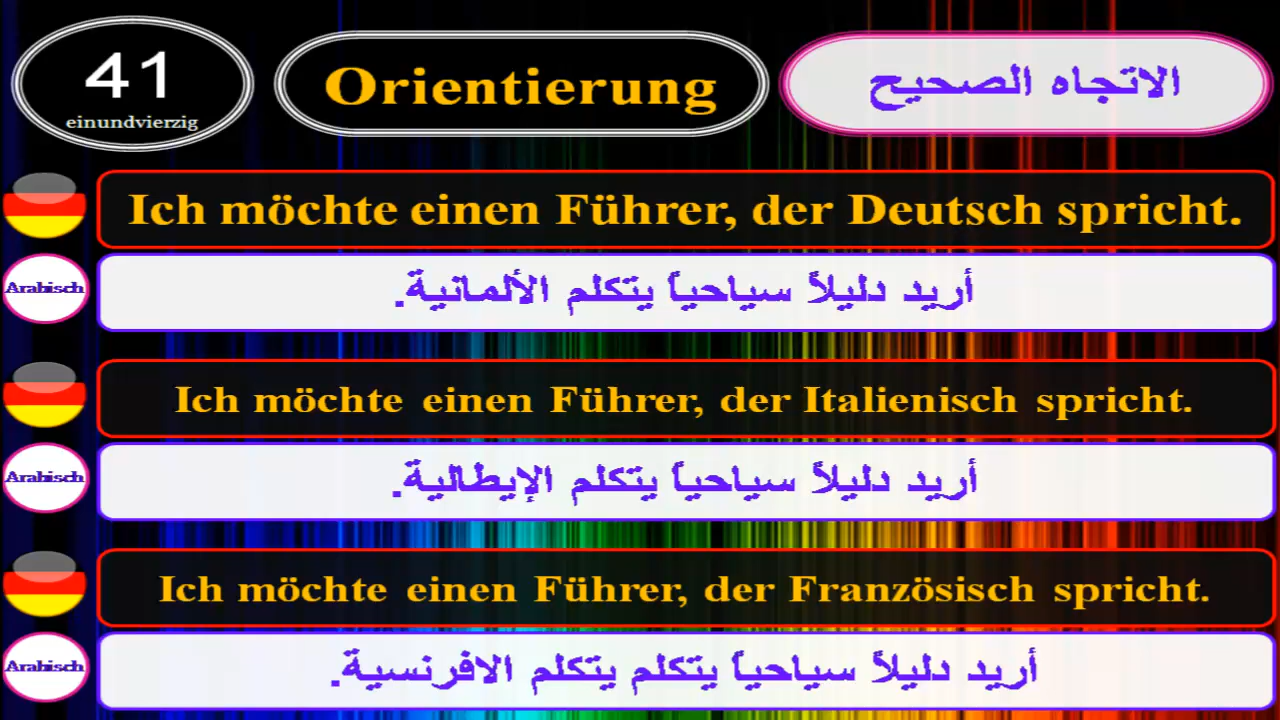 41
einundvierzig
Orientierung
الاتجاه الصحيح
Ich möchte einen Führer, der Deutsch spricht.
Arabisch
أريد دليلاً سياحياً يتكلم الألمانية.
Ich möchte einen Führer, der Italienisch spricht.
Arabisch
أريد دليلاً سياحياً يتكلم الإيطالية.
Ich möchte einen Führer, der Französisch spricht.
Arabisch
أريد دليلاً سياحياً يتكلم يتكلم الافرنسية.